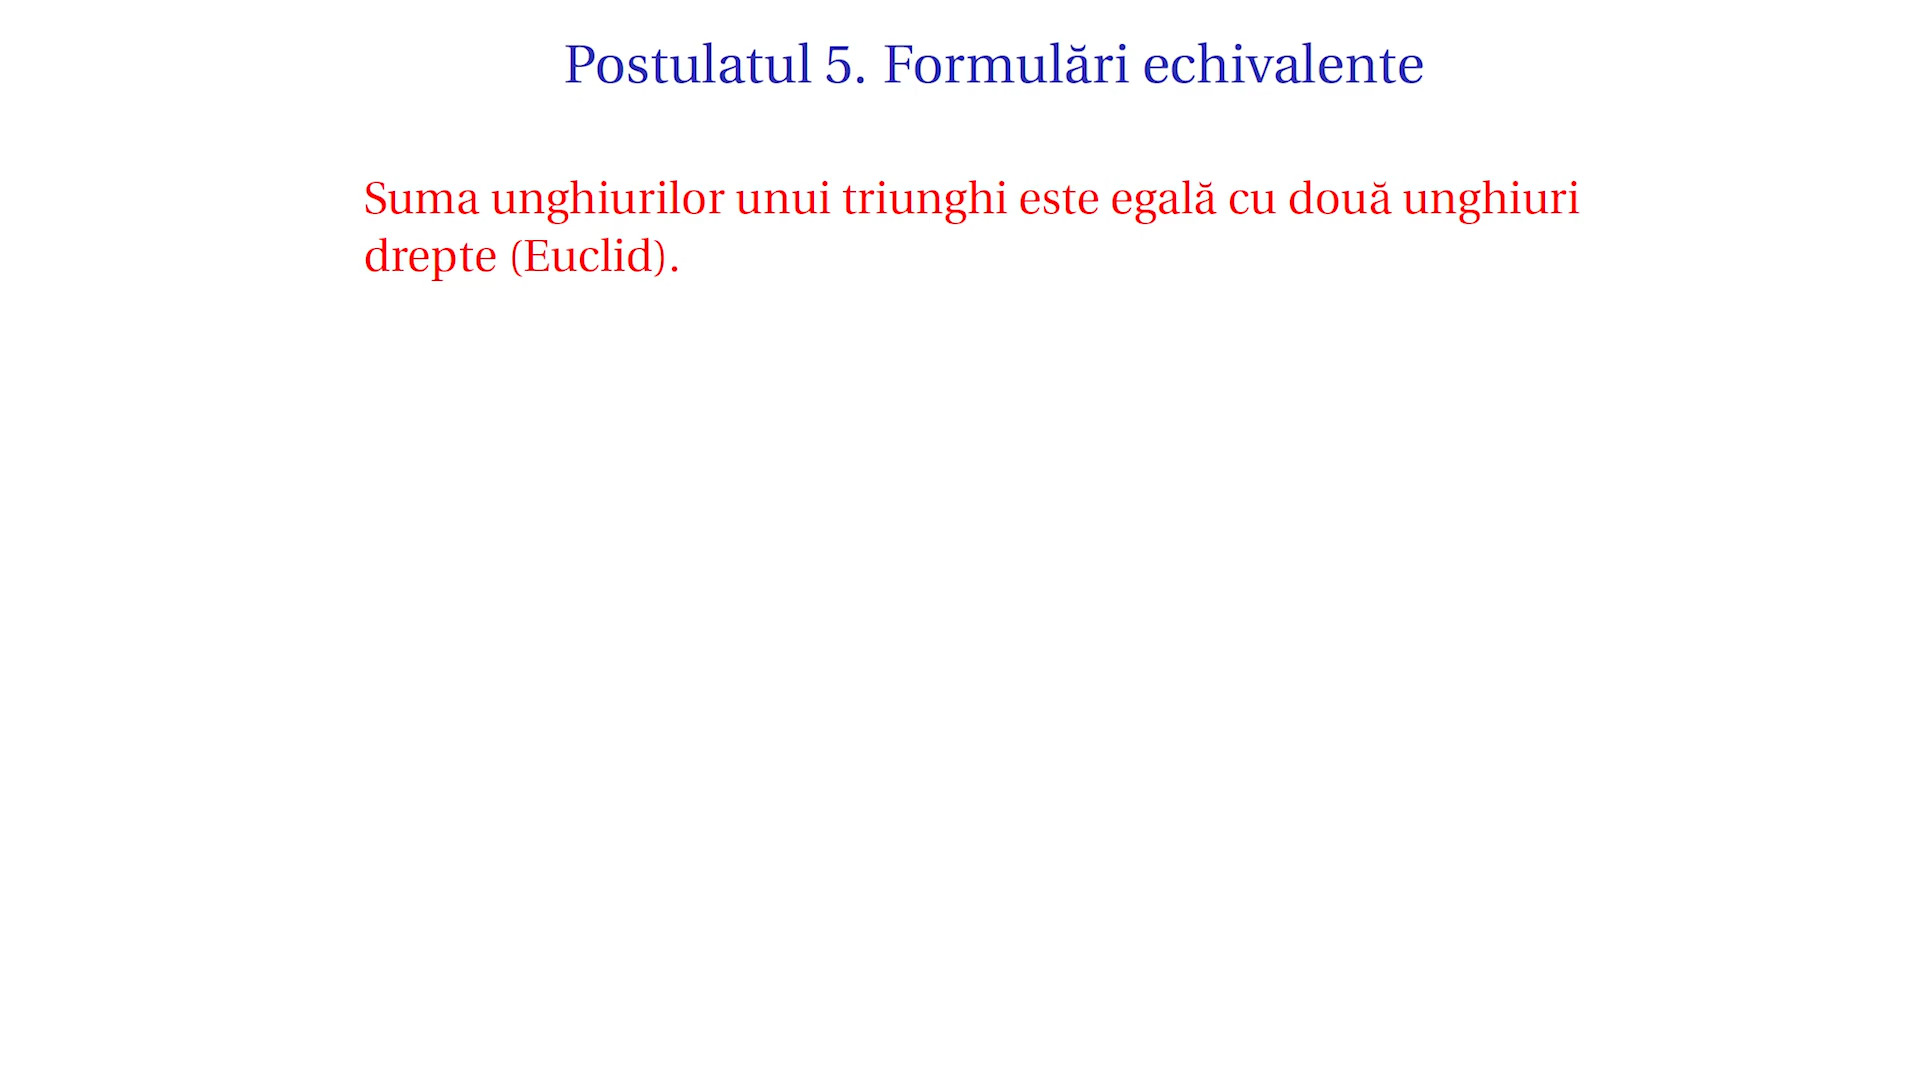 Postulatul 5. Formulări echivalente
Suma unghiurilor unui triunghi este egală cu două unghiuri
drepte (Euclid).